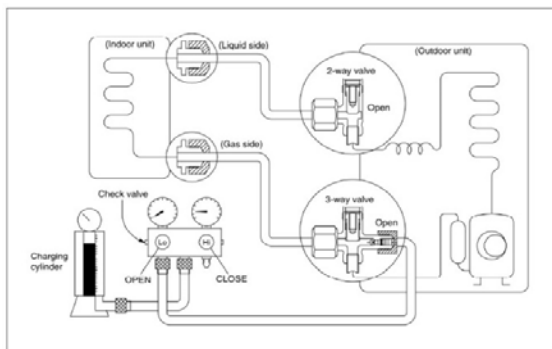 (Indoor unit)
(Liquid side)
(Outdoor unit)
2-way valve
Open
(Gas side)
3-way valve
Open
Check valve
Lo
Hi
Charging
cylinder
OPEN
CLOSE